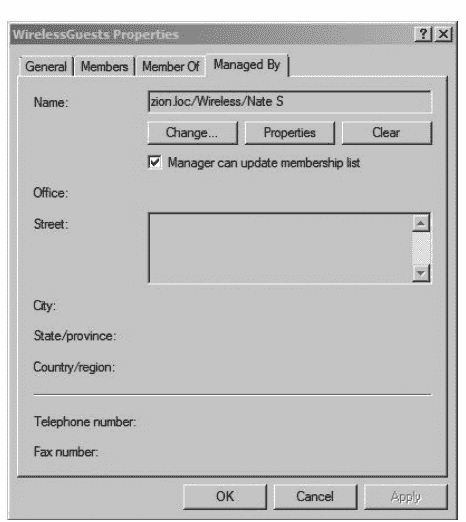 WirelessGuests Properties
General Members Member Of Managed By
Name: zion.loc/Wireless/Nate S
Change... Properties Clear
Manager can update membership list
Office:
Street:
City:
State/province:
Country/region:
Telephone number:
Fax number:
OK Cancel Apply